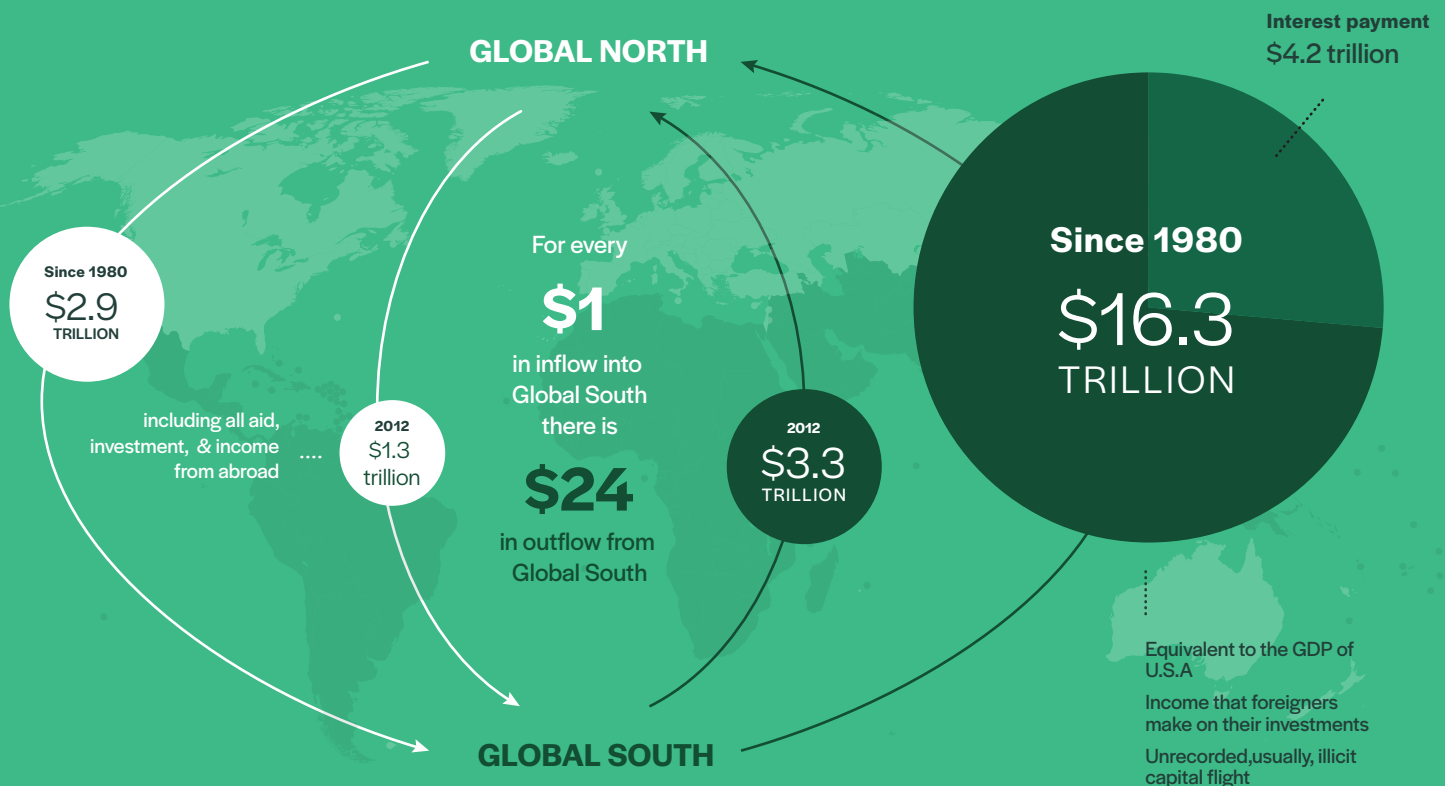 Interest payment
$4.2 trillion
GLOBAL NORTH
Since 1980
$2.9
TRILLION
including all aid,
investment, & income
from abroad ....
2012
$1.3
trillion
For every
$1
in inflow into
Global South
there is
$24
in outflow from
Global South
2012
$3.3
TRILLION
Since 1980
$16.3
TRILLION
Equivalent to the GDP of
U.S.A
Income that foreigners
make on their investments
Unrecorded,usually, illicit
capital flight
GLOBAL SOUTH